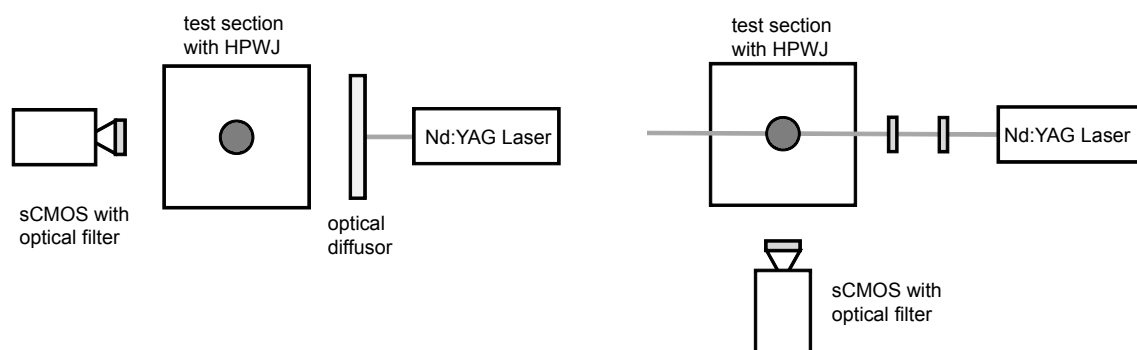 test section
with HPWJ
Nd:YAG Laser
sCMOS with
optical filter
optical
diffusor
test section
with HPWJ
Nd:YAG Laser
sCMOS with
optical filter